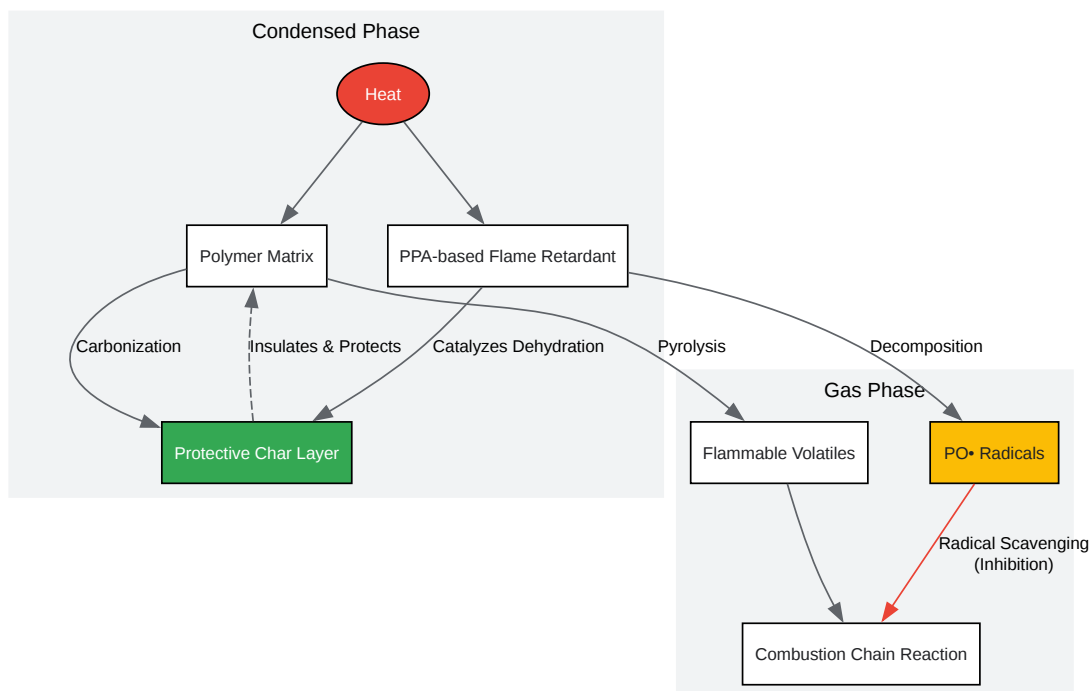 Condensed Phase
Heat
Polymer Matrix
PPA-based Flame Retardant
Carbonization
Insulates & Protects
Catalyzes Dehydration
Pyrolysis
Decomposition
Gas Phase
Protective Char Layer
Flammable Volatiles
PO• Radicals
Radical Scavenging
(Inhibition)
Combustion Chain Reaction